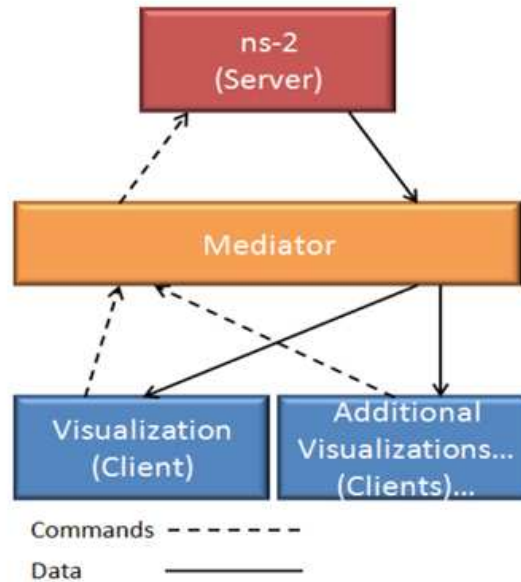 ns-2
(Server)
Mediator
Visualization
(Client)
Additional
Visualizations...
(Clients)...
Commands
Data